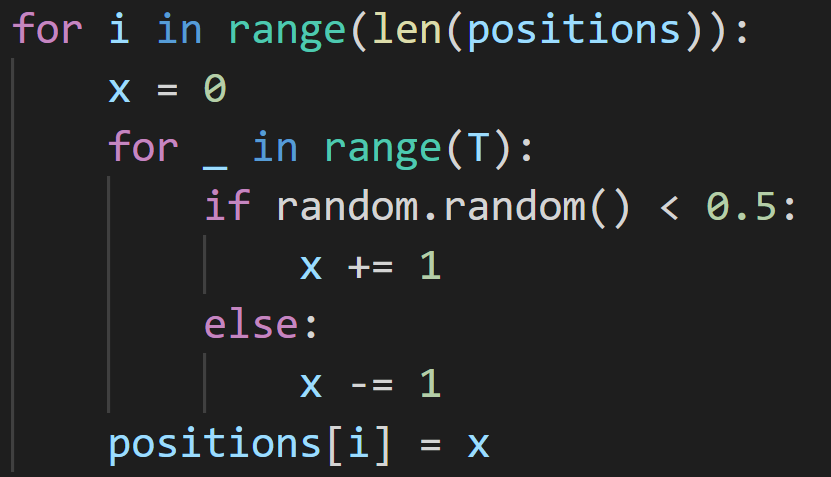 for i in range(len(positions)):
    x = 0
    for _ in range(T):
        if random.random() < 0.5:
            x += 1
        else:
            x -= 1
    positions[i] = x